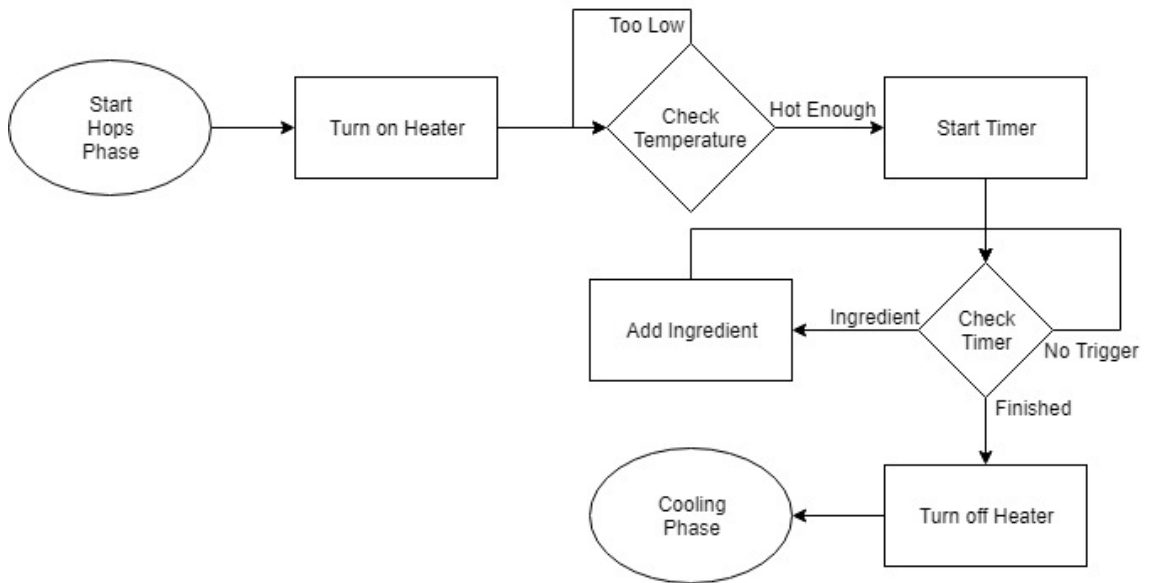 Too Low
Start
Hops
Phase
Turn on Heater
Check
Temperature
Hot Enough
Start Timer
Add Ingredient
Ingredient
Check
Timer
No Trigger
Finished
Cooling
Phase
Turn off Heater